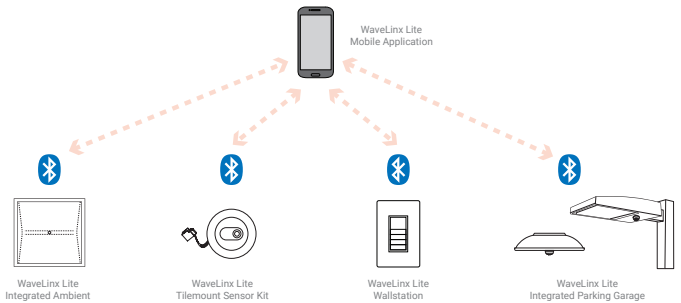 WaveLinx Lite
Mobile Application
WaveLinx Lite
Integrated Ambient
WaveLinx Lite
Tilemount Sensor Kit
WaveLinx Lite
Wallstation
WaveLinx Lite
Integrated Parking Garage